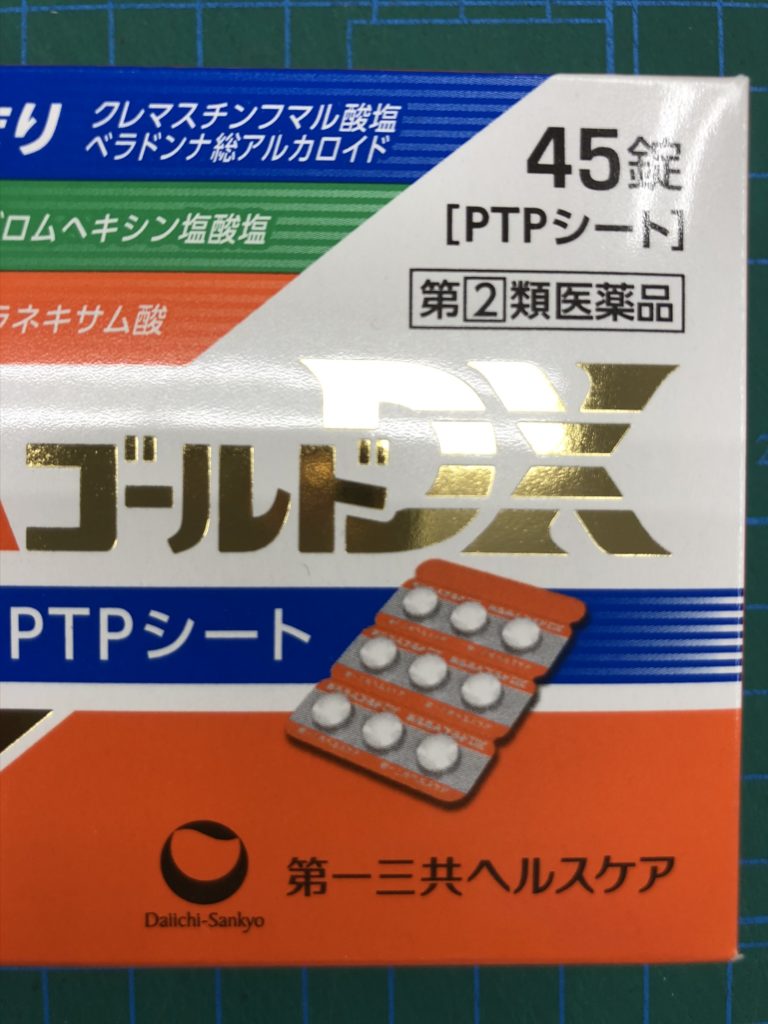 きり
クレマスチンフマル酸塩
ベラドンナ総アルカロイド
ブロムヘキシン塩酸塩
ラネキサム酸
45錠
[PTPシート]
第②類医薬品
ゴールドDX
PTPシート
第一三共ヘルスケア
Daiichi-Sankyo